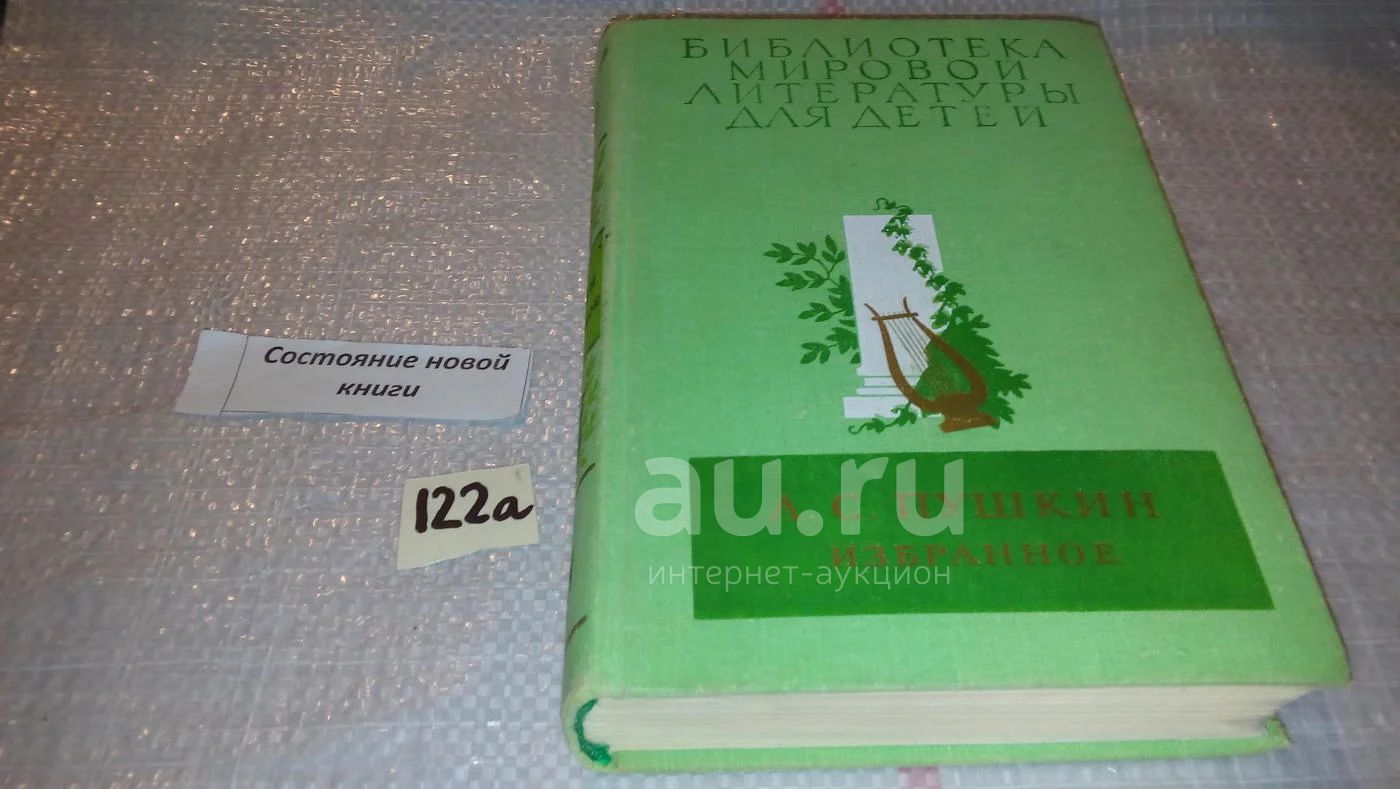 БИБЛИОТЕКА
МИРОВОЙ
ЛИТЕРАТУРЫ
ДЛЯ ДЕТЕЙ
Состояние новой
книги
122а
au.ru
интернет-аукцион
А. С. ПУШКИН
ИЗБРАННОЕ